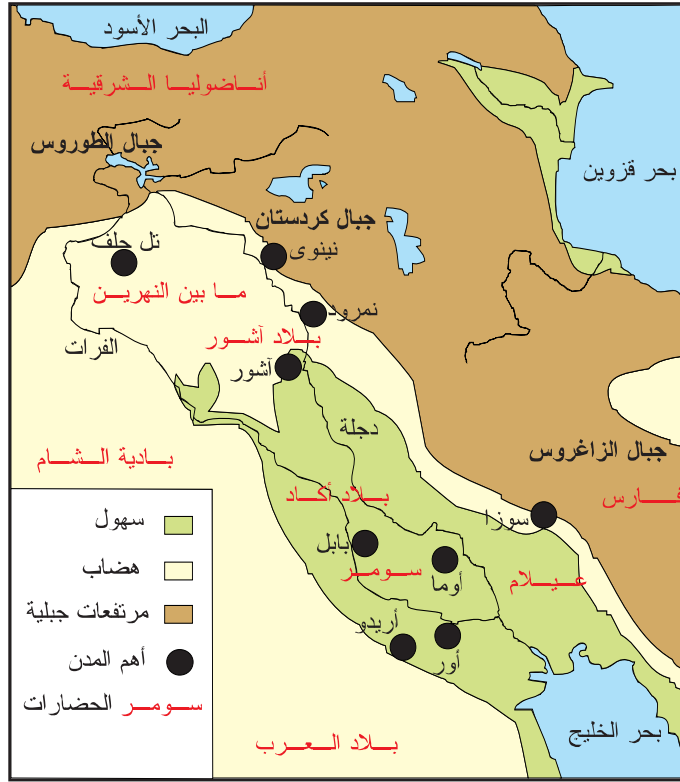 البحر الأسود
أناضوليا الشرقية
جبال الطوروس
بحر قزوين
جبال كردستان
تل حلف
نينوى
ما بين النهرين
نمرود
بلاد آشور
الفرات
آشور
دجلة
جبال الزاغروس
بادية الشام
بلاد أكاد
فارس
سوزا
بابل
سومر
أوما
عيلام
أريدو
أور
بحر الخليج
بلاد العرب
سهول
هضاب
مرتفعات جبلية
أهم المدن
سومر الحضارات